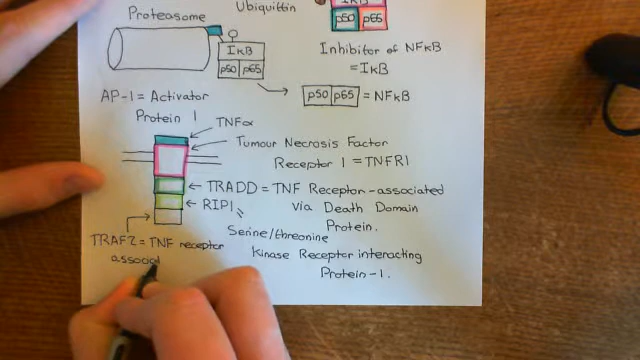 Ubiquitin
Proteasome
IκB
p50 p65
IκB
p50 p65
Inhibitor of NFκB
= IκB
p50 p65 = NFκB
AP-1 = Activator
Protein 1
TNFα
Tumour Necrosis Factor
Receptor 1 = TNFR1
TRADD = TNF Receptor-associated
via Death Domain
Protein.
RIP1
Serine/threonine
Kinase Receptor interacting
Protein-1.
TRAF2 = TNF receptor
associat